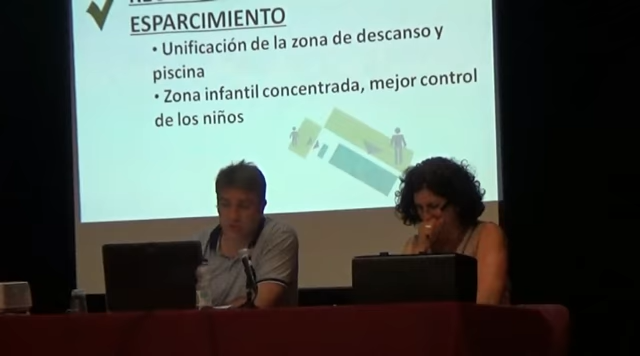 ESPARCIMIENTO
• Unificación de la zona de descanso y
piscina
• Zona infantil concentrada, mejor control
de los niños